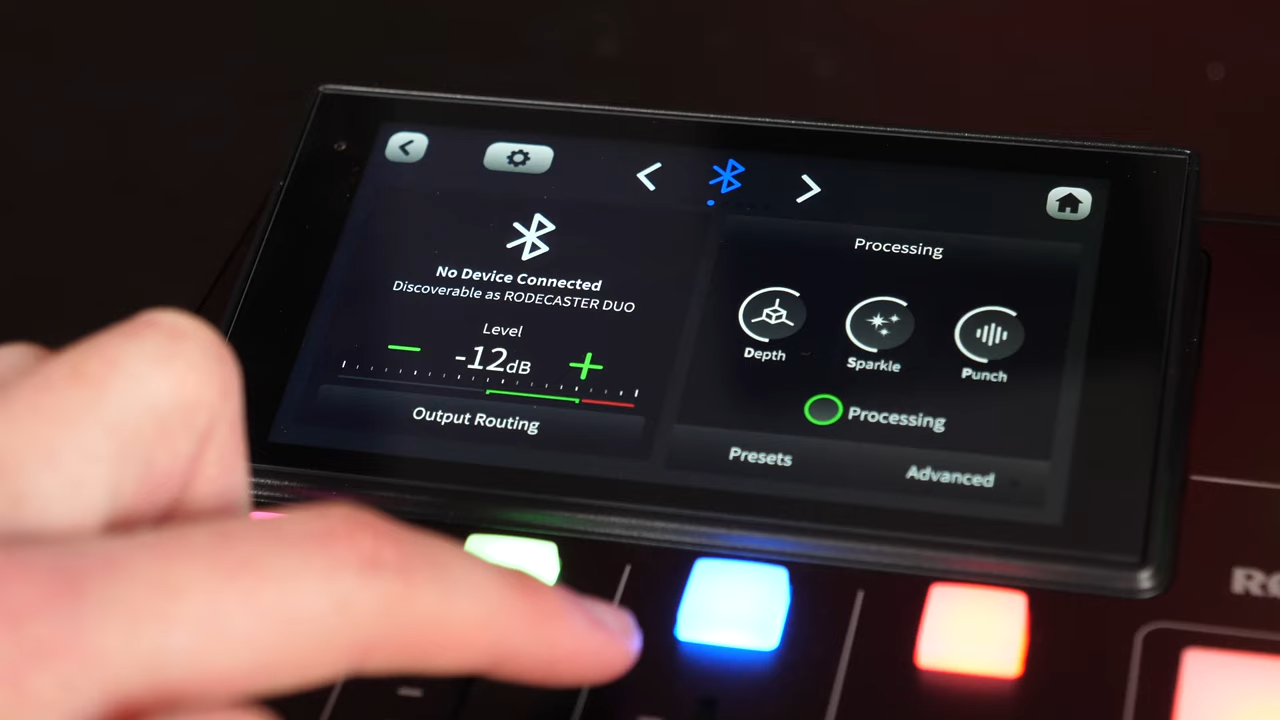 No Device Connected
Discoverable as RODECASTER DUO
Level
-12dB
Output Routing
Processing
Depth
Sparkle
Punch
Processing
Presets
Advanced